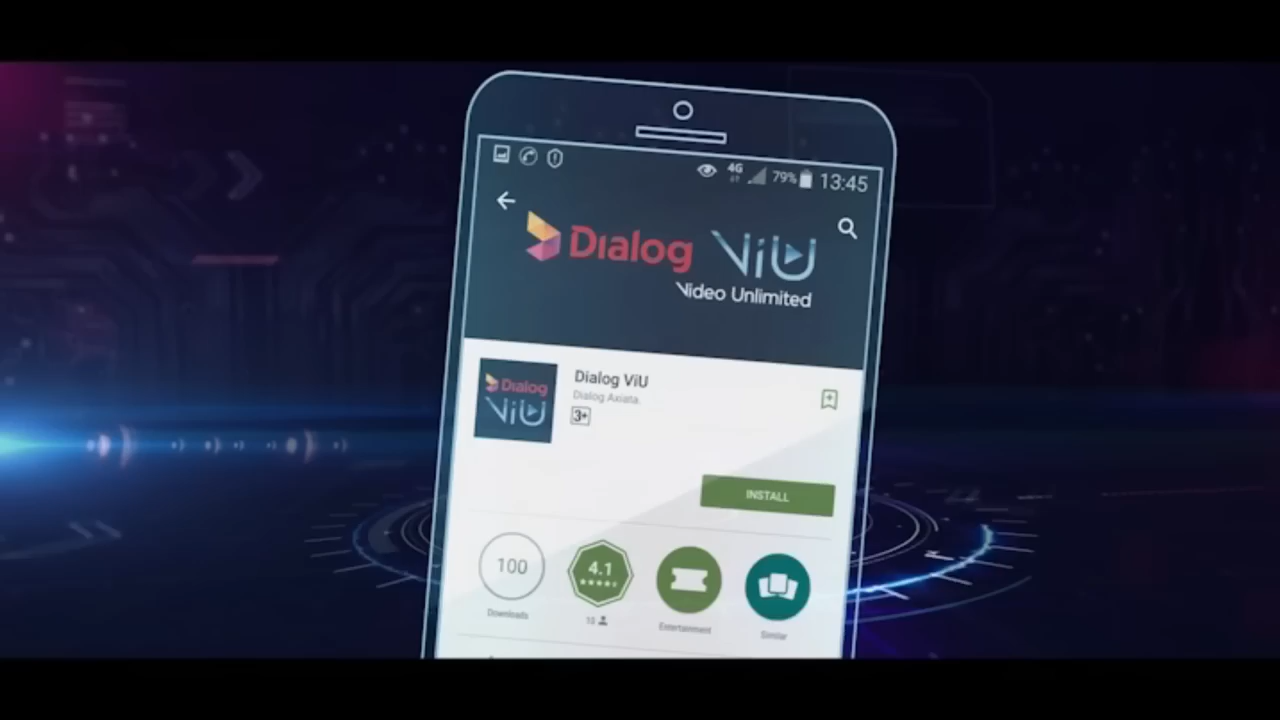 4G 79% 13:45
Dialog ViU
Video Unlimited
Dialog ViU
Dialog ViU
Dialog Axiata.
3+
INSTALL
100
4.1
Downloads
Entertainment
Similar